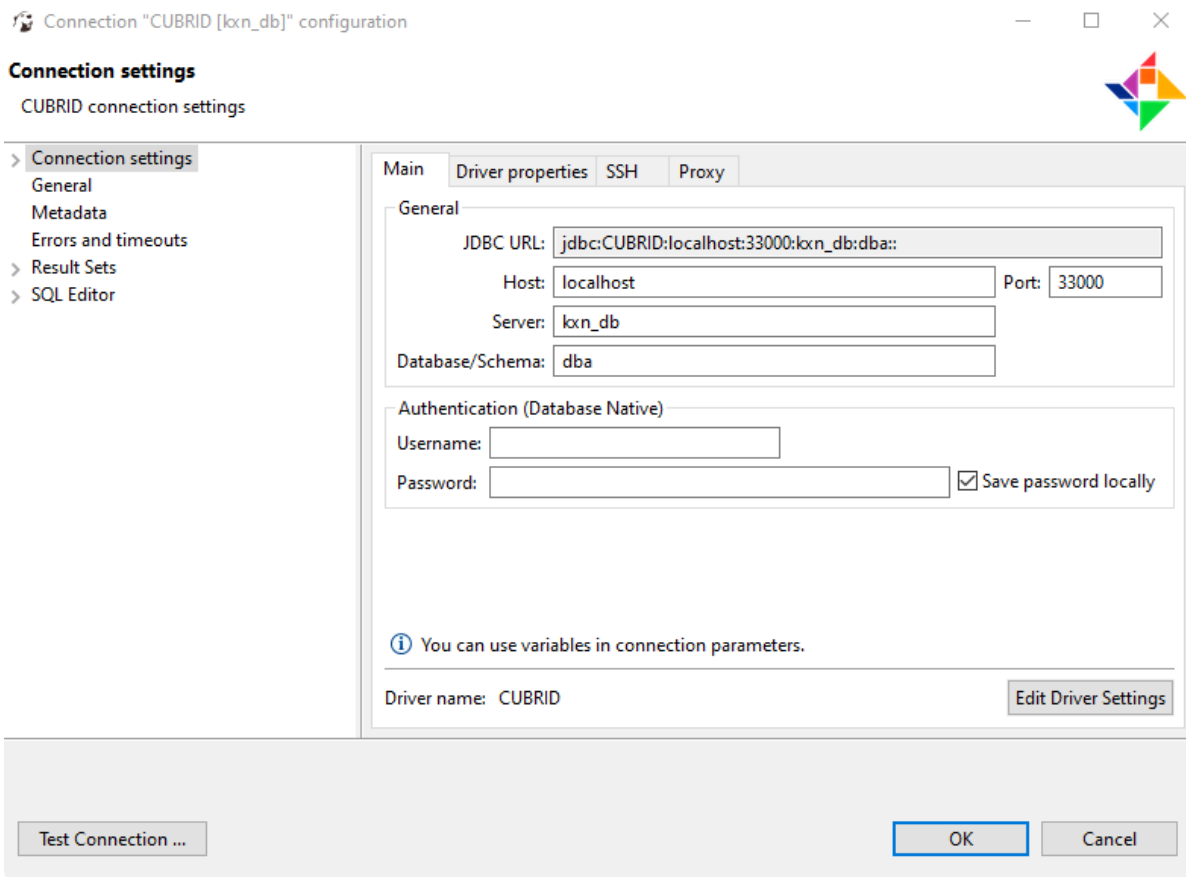 Connection "CUBRID [kxn_db]" configuration
Connection settings
CUBRID connection settings
Connection settings
General
Metadata
Errors and timeouts
Result Sets
SQL Editor
Main Driver properties SSH Proxy
General
JDBC URL: jdbc:CUBRID:localhost:33000:kxn_db:dba::
Host: localhost Port: 33000
Server: kxn_db
Database/Schema: dba
Authentication (Database Native)
Username:
Password: Save password locally
You can use variables in connection parameters.
Driver name: CUBRID Edit Driver Settings
Test Connection ... OK Cancel